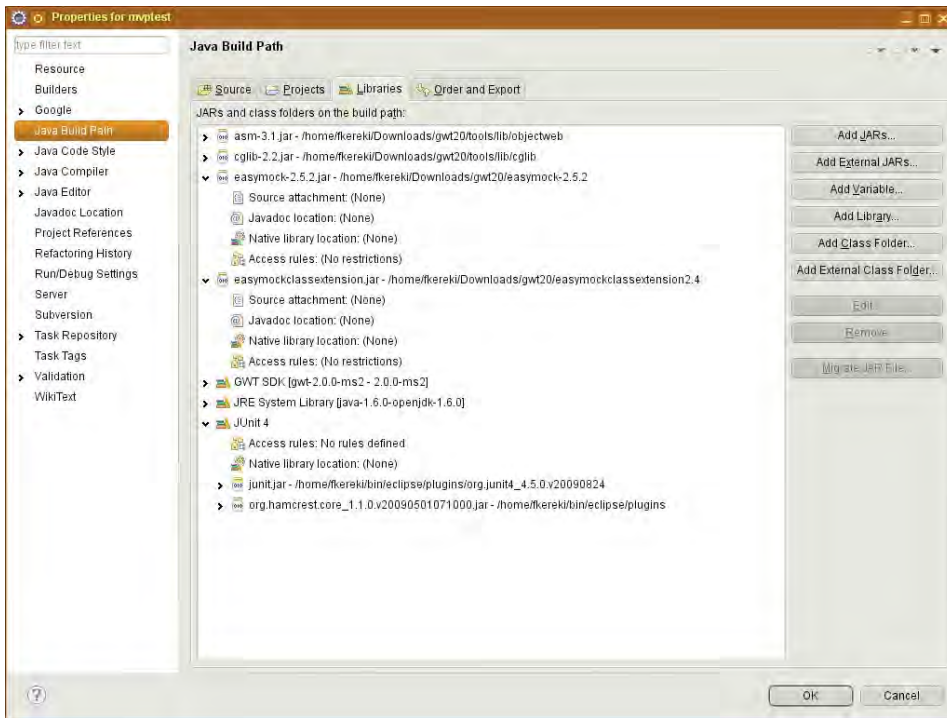 Properties for mvptest
type filter text
Resource
Builders
Google
Java Build Path
Java Code Style
Java Compiler
Java Editor
Javadoc Location
Project References
Refactoring History
Run/Debug Settings
Server
Subversion
Task Repository
Task Tags
Validation
WikiText
Java Build Path
Source Projects Libraries Order and Export
JARs and class folders on the build path:
asm-3.1.jar - /home/fkereki/Downloads/gwt20/tools/lib/objectweb
cglib-2.2.jar - /home/fkereki/Downloads/gwt20/tools/lib/cglib
easymock-2.5.2.jar - /home/fkereki/Downloads/gwt20/easymock-2.5.2
Source attachment: (None)
Javadoc location: (None)
Native library location: (None)
Access rules: (No restrictions)
easymockclassextension.jar - /home/fkereki/Downloads/gwt20/easymockclassextension2.4
Source attachment: (None)
Javadoc location: (None)
Native library location: (None)
Access rules: (No restrictions)
GWT SDK [gwt-2.0.0-ms2 - 2.0.0-ms2]
JRE System Library [java-1.6.0-openjdk-1.6.0]
JUnit 4
Access rules: No rules defined
Native library location: (None)
junit.jar - /home/fkereki/bin/eclipse/plugins/org.junit4_4.5.0.v20090824
org.hamcrest.core_1.1.0.v20090501071000.jar - /home/fkereki/bin/eclipse/plugins
Add JARs...
Add External JARs...
Add Variable...
Add Library...
Add Class Folder...
Add External Class Folder...
Edit...
Remove
Migrate JAR File...
OK
Cancel